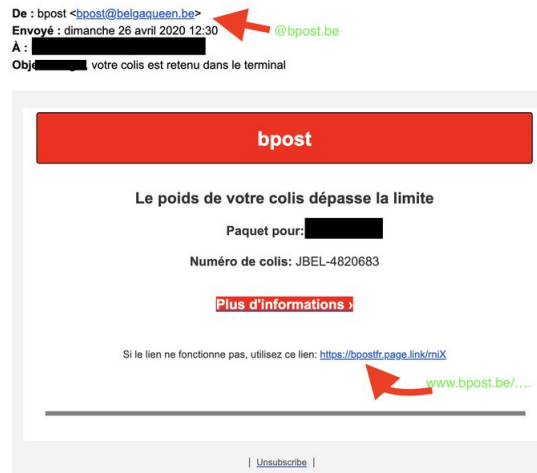 De : bpost <bpost@belgaqueen.be>
Envoyé : dimanche 26 avril 2020 12:30 @bpost.be
À :
Obje votre colis est retenu dans le terminal
bpost
Le poids de votre colis dépasse la limite
Paquet pour:
Numéro de colis: JBEL-4820683
Plus d'informations ›
Si le lien ne fonctionne pas, utilisez ce lien: https://bpostfr.page.link/rniX
www.bpost.be/….
| Unsubscribe |